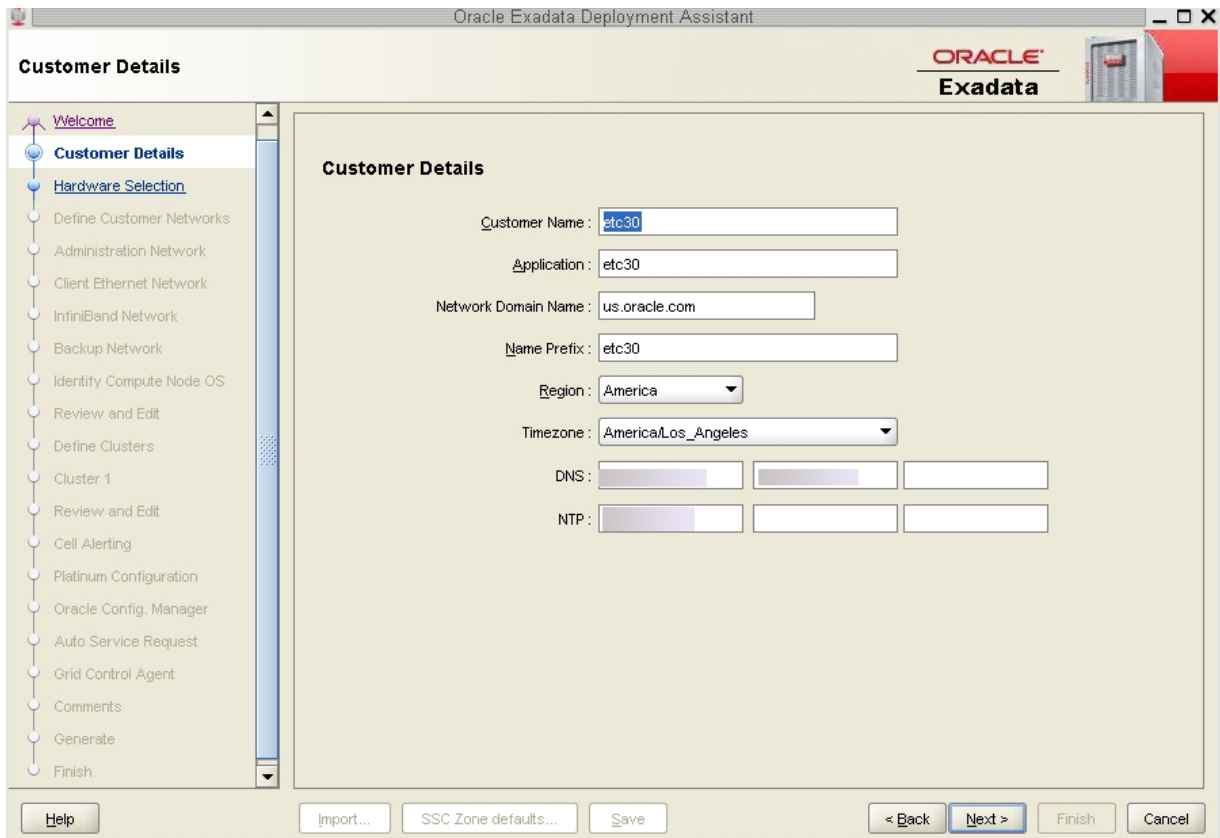 Oracle Exadata Deployment Assistant
Customer Details
ORACLE
Exadata
Welcome
Customer Details
Hardware Selection
Define Customer Networks
Administration Network
Client Ethernet Network
InfiniBand Network
Backup Network
Identify Compute Node OS
Review and Edit
Define Clusters
Cluster 1
Review and Edit
Cell Alerting
Platinum Configuration
Oracle Config. Manager
Auto Service Request
Grid Control Agent
Comments
Generate
Finish
Customer Details
Customer Name : etc30
Application : etc30
Network Domain Name : us.oracle.com
Name Prefix : etc30
Region : America
Timezone : America/Los_Angeles
DNS :
NTP :
Help Import... SSC Zone defaults... Save < Back Next > Finish Cancel